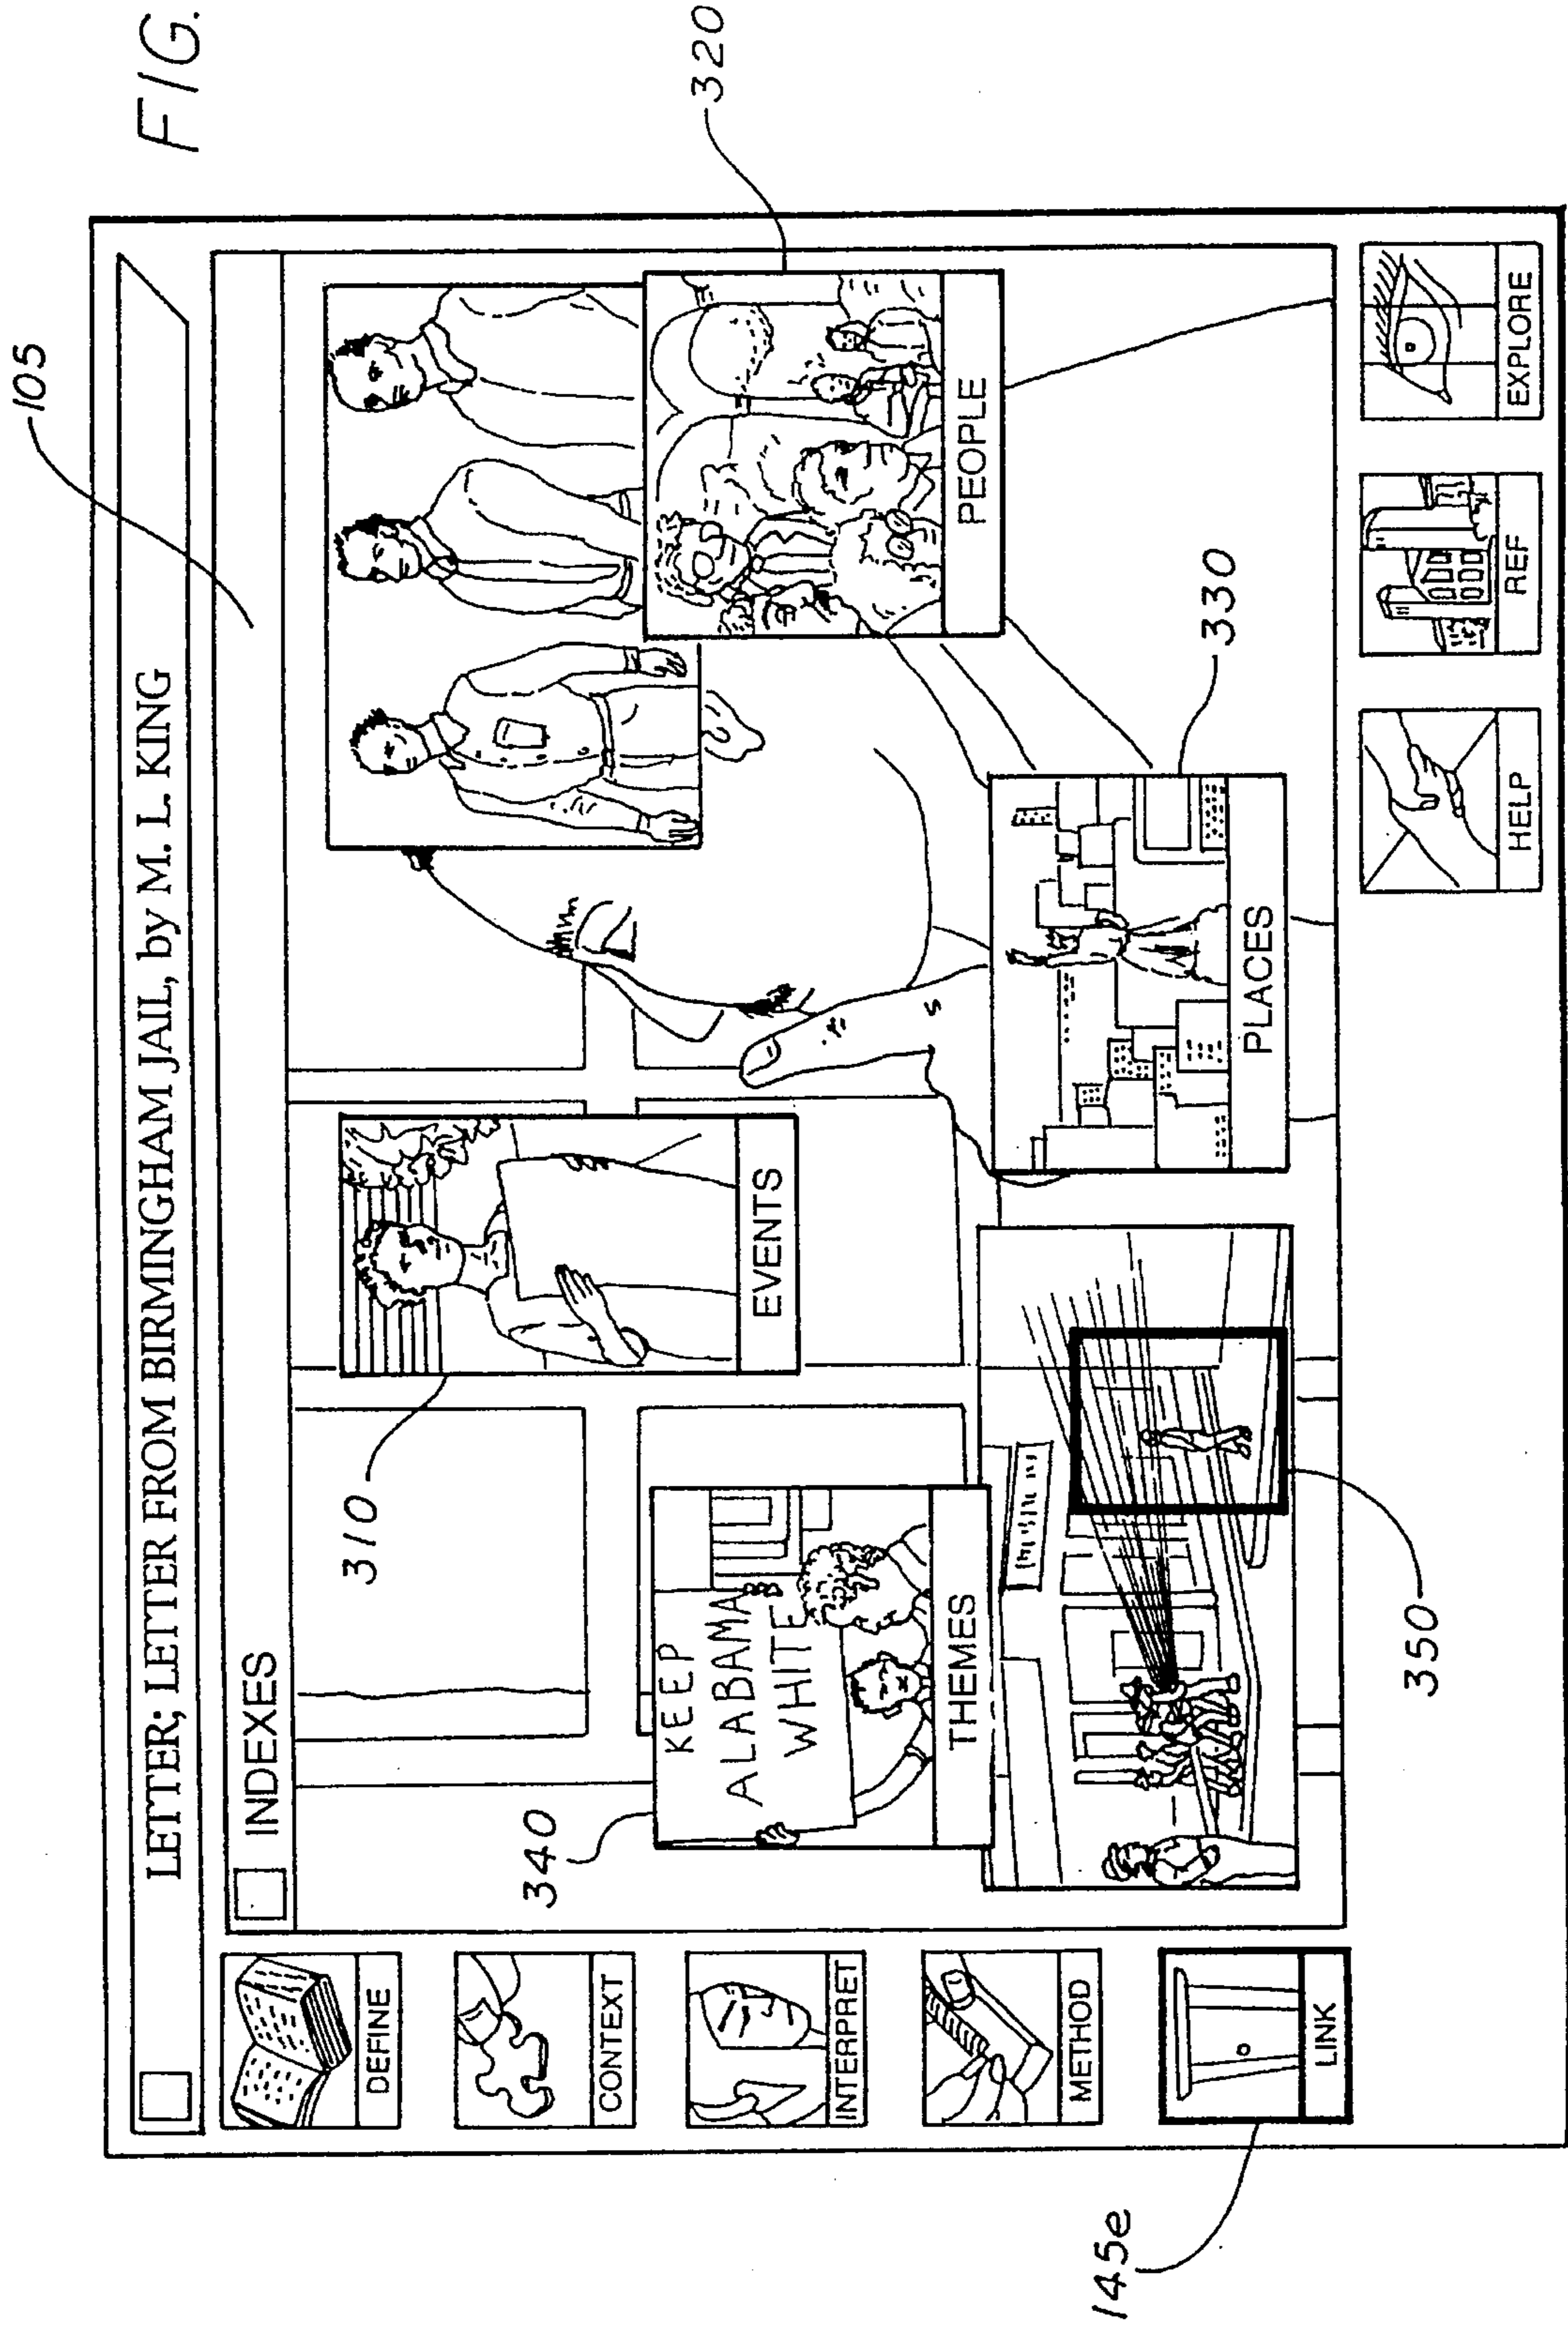 FIG.
105
LETTER; LETTER FROM BIRMINGHAM JAIL, by M. L. KING
INDEXES
DEFINE
CONTEXT
INTERPRET
METHOD
LINK
145e
310
EVENTS
320
PEOPLE
340
KEEP
ALABAMA
WHITE
THEMES
330
PLACES
350
HELP
REF
EXPLORE